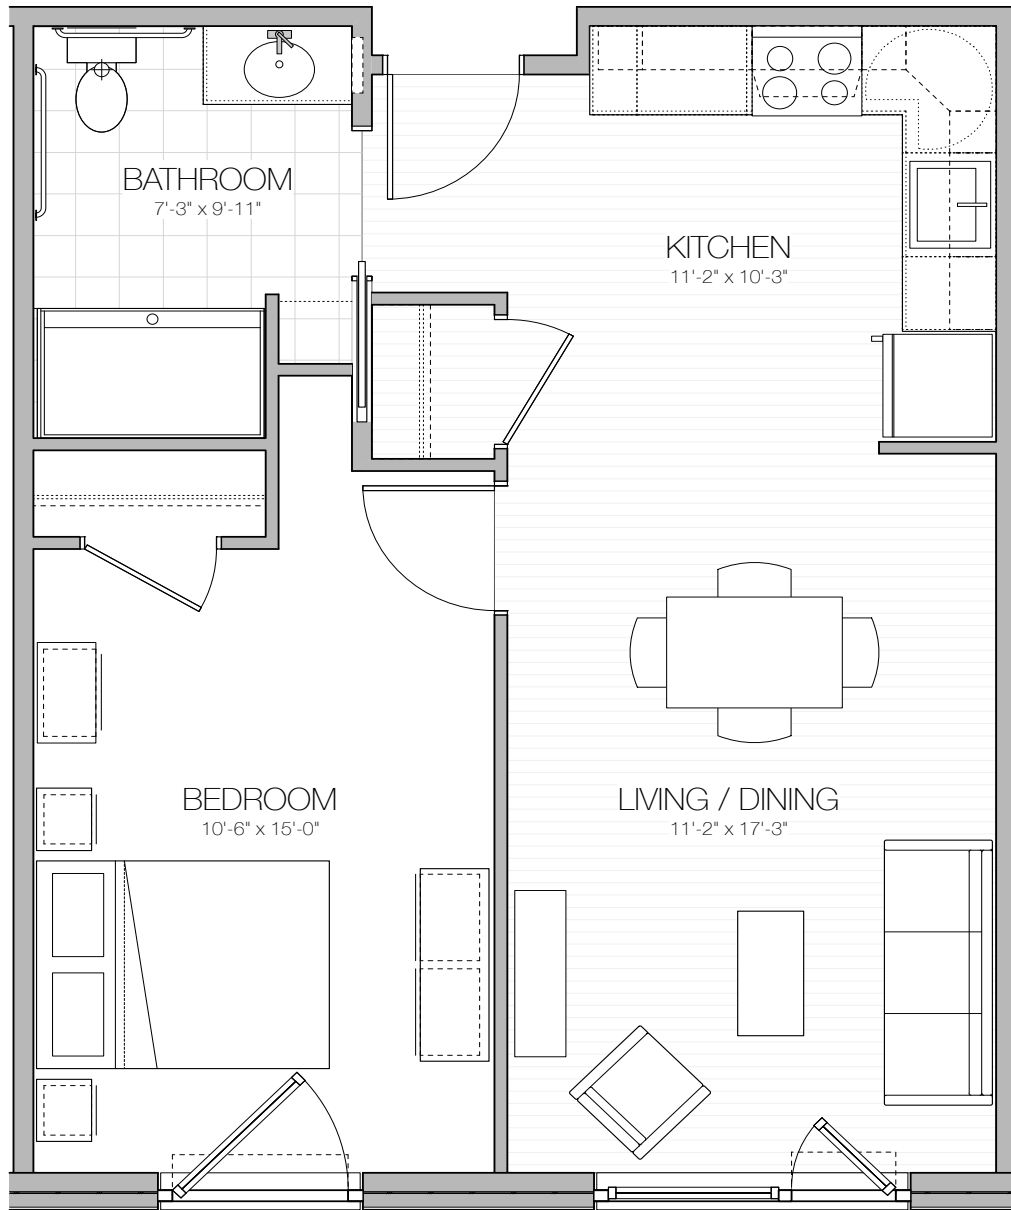 BATHROOM
7'-3" x 9'-11"
KITCHEN
11'-2" x 10'-3"
BEDROOM
10'-6" x 15'-0"
LIVING / DINING
11'-2" x 17'-3"